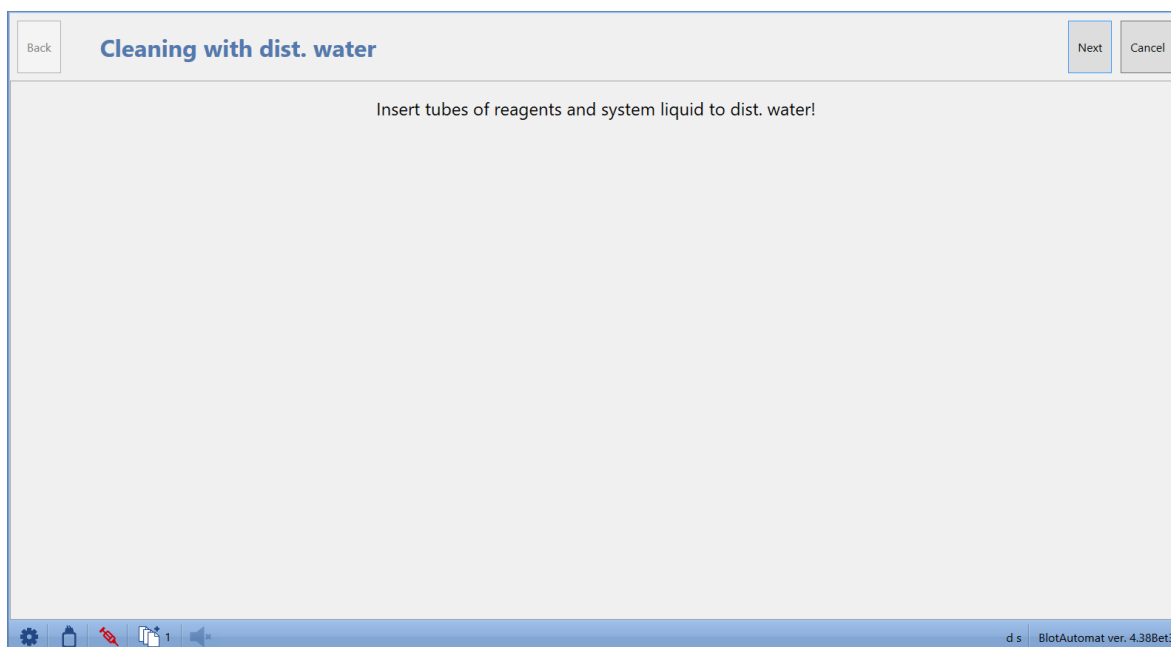 Back
Cleaning with dist. water
Next
Cancel
Insert tubes of reagents and system liquid to dist. water!
1
d s
BlotAutomat ver. 4.38Bet